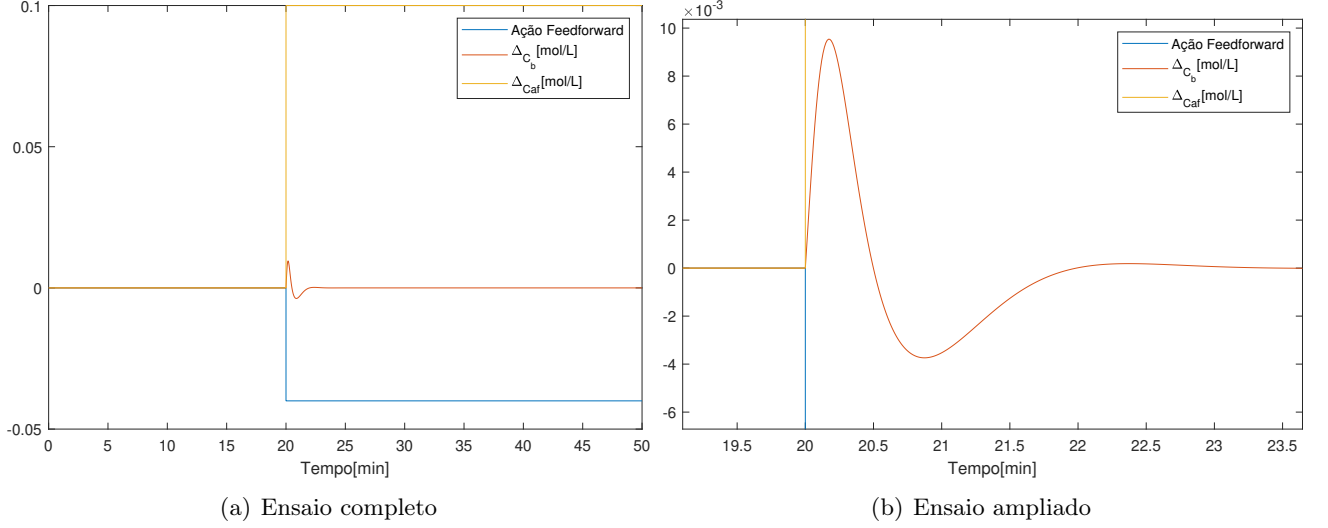 0.1
0.05
0
-0.05
0 5 10 15 20 25 30 35 40 45 50
Tempo[min]
Ação Feedforward
Δ_{C_b}[mol/L]
Δ_{Caf}[mol/L]
(a) Ensaio completo
×10^{-3}
10
8
6
4
2
0
-2
-4
-6
19.5 20 20.5 21 21.5 22 22.5 23 23.5
Tempo[min]
Ação Feedforward
Δ_{C_b}[mol/L]
Δ_{Caf}[mol/L]
(b) Ensaio ampliado